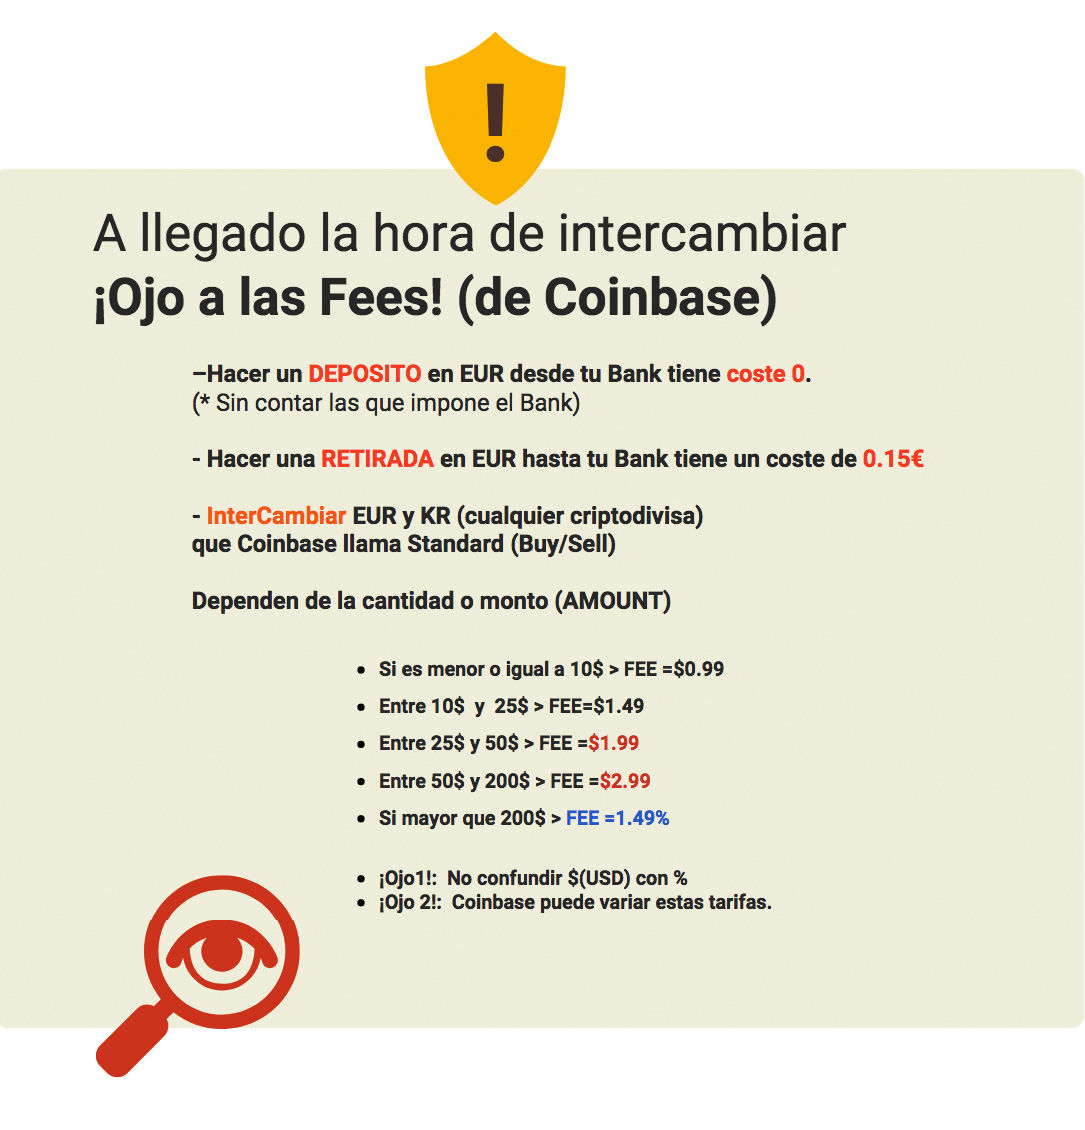 !
A llegado la hora de intercambiar
¡Ojo a las Fees! (de Coinbase)
–Hacer un DEPOSITO en EUR desde tu Bank tiene coste 0.
(* Sin contar las que impone el Bank)
- Hacer una RETIRADA en EUR hasta tu Bank tiene un coste de 0.15€
- InterCambiar EUR y KR (cualquier criptodivisa)
que Coinbase llama Standard (Buy/Sell)
Dependen de la cantidad o monto (AMOUNT)
• Si es menor o igual a 10$ > FEE =$0.99
• Entre 10$  y  25$ > FEE=$1.49
• Entre 25$ y 50$ > FEE =$1.99
• Entre 50$ y 200$ > FEE =$2.99
• Si mayor que 200$ > FEE =1.49%
• ¡Ojo1!:  No confundir $(USD) con %
• ¡Ojo 2!:  Coinbase puede variar estas tarifas.